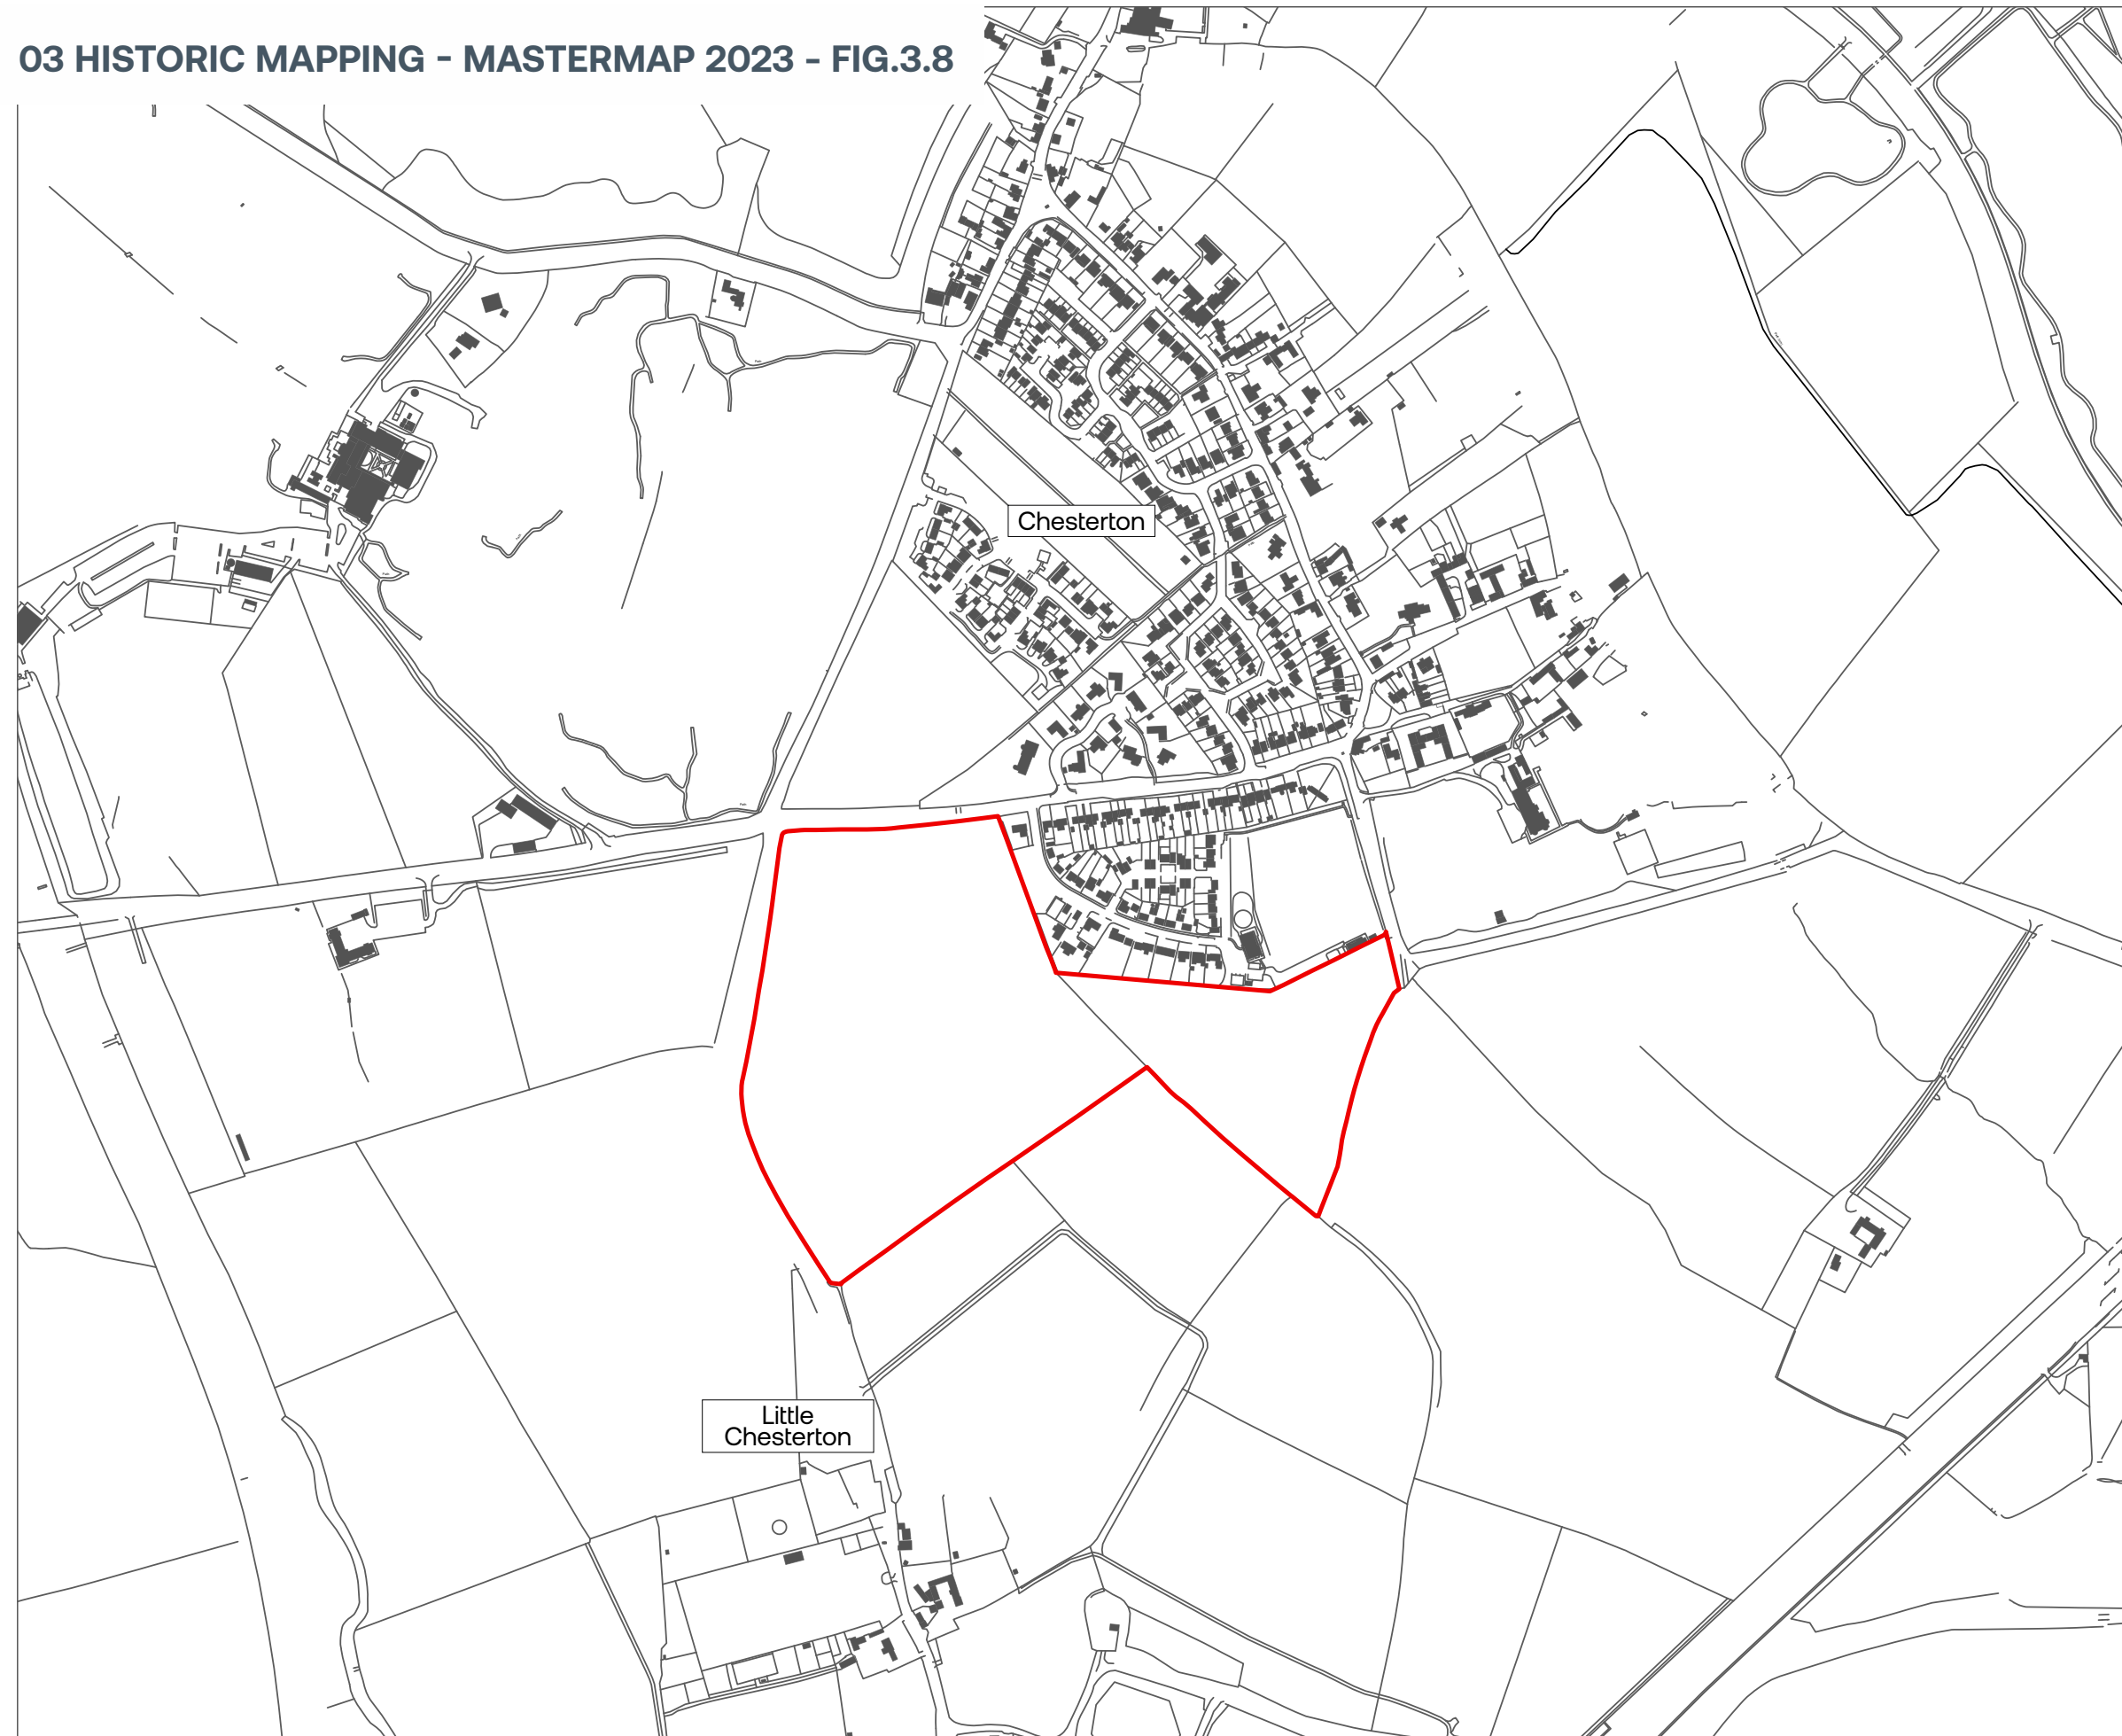 03 HISTORIC MAPPING - MASTERMAP 2023 - FIG.3.8
Chesterton
Little
Chesterton